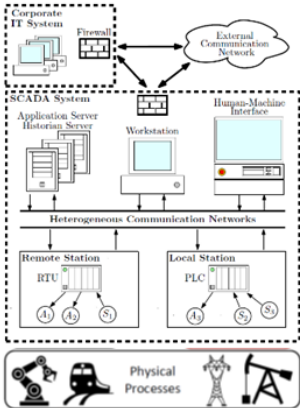 Corporate
IT System
Firewall
External
Communication
Network
SCADA System
Application Server
Historian Server
Workstation
Human-Machine
Interface
Heterogeneous Communication Networks
Remote Station
RTU
A1 A2 S1
Local Station
PLC
A3 S2 S3
Physical
Processes